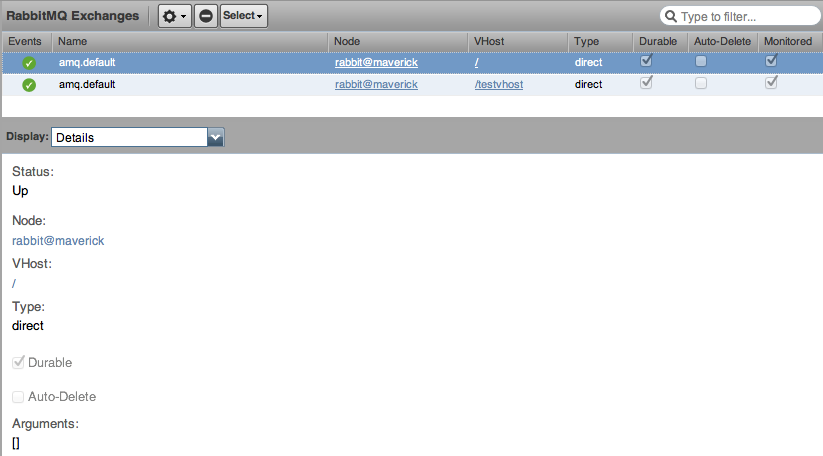 RabbitMQ Exchanges Select Type to filter...
Events Name Node VHost Type Durable Auto-Delete Monitored
amq.default rabbit@maverick / direct
amq.default rabbit@maverick /testvhost direct
Display: Details
Status:
Up
Node:
rabbit@maverick
VHost:
/
Type:
direct
Durable
Auto-Delete
Arguments:
[]